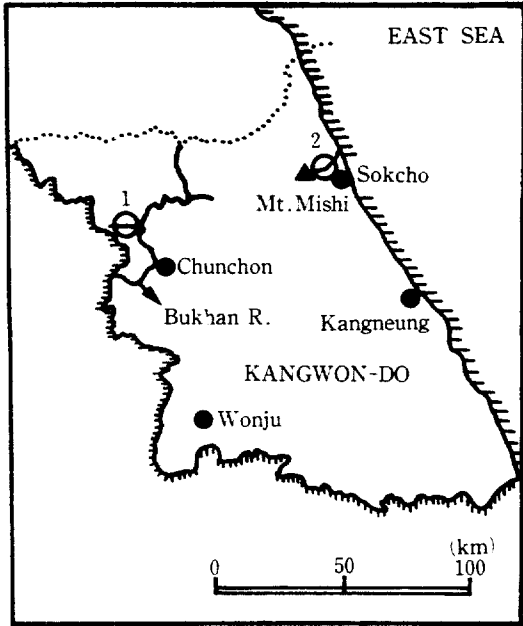 EAST SEA
2
Sokcho
Mt. Mishi
1
Chunchon
Bukhan R.
Kangneung
KANGWON-DO
Wonju
(km)
0 50 100